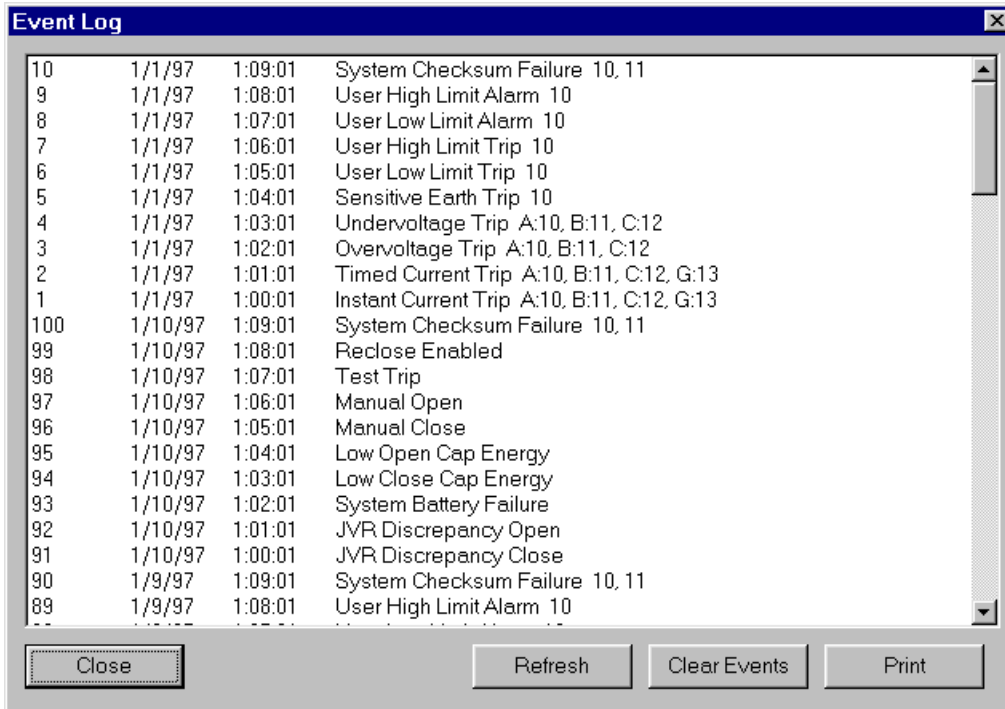 Event Log
10 1/1/97 1:09:01 System Checksum Failure 10, 11
9 1/1/97 1:08:01 User High Limit Alarm 10
8 1/1/97 1:07:01 User Low Limit Alarm 10
7 1/1/97 1:06:01 User High Limit Trip 10
6 1/1/97 1:05:01 User Low Limit Trip 10
5 1/1/97 1:04:01 Sensitive Earth Trip 10
4 1/1/97 1:03:01 Undervoltage Trip A:10, B:11, C:12
3 1/1/97 1:02:01 Overvoltage Trip A:10, B:11, C:12
2 1/1/97 1:01:01 Timed Current Trip A:10, B:11, C:12, G:13
1 1/1/97 1:00:01 Instant Current Trip A:10, B:11, C:12, G:13
100 1/10/97 1:09:01 System Checksum Failure 10, 11
99 1/10/97 1:08:01 Reclose Enabled
98 1/10/97 1:07:01 Test Trip
97 1/10/97 1:06:01 Manual Open
96 1/10/97 1:05:01 Manual Close
95 1/10/97 1:04:01 Low Open Cap Energy
94 1/10/97 1:03:01 Low Close Cap Energy
93 1/10/97 1:02:01 System Battery Failure
92 1/10/97 1:01:01 JVR Discrepancy Open
91 1/10/97 1:00:01 JVR Discrepancy Close
90 1/9/97 1:09:01 System Checksum Failure 10, 11
89 1/9/97 1:08:01 User High Limit Alarm 10
Close Refresh Clear Events Print